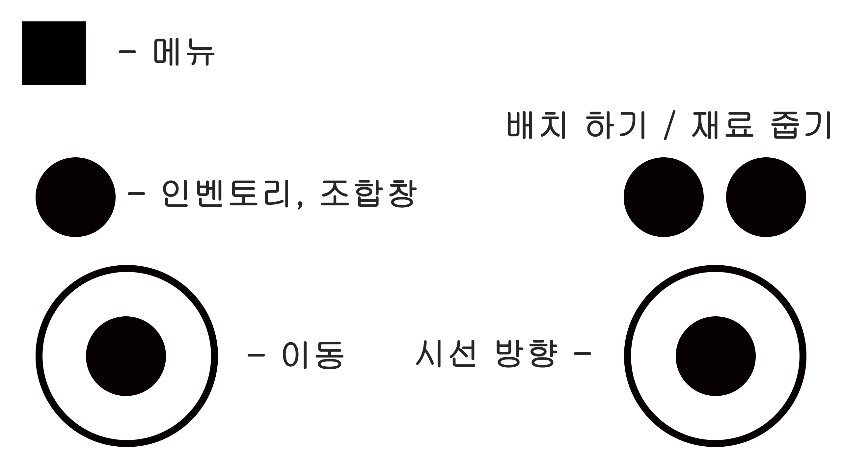 - 메뉴
배치 하기 / 재료 줍기
- 인벤토리, 조합창
- 이동
시선 방향 -